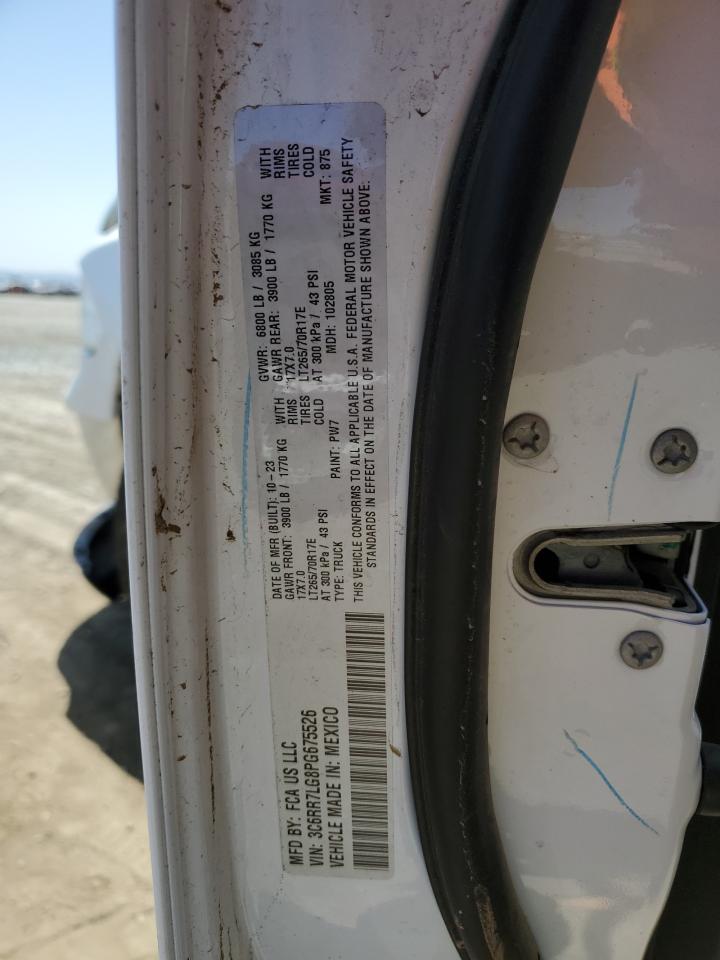 MFD BY: FCA US LLC
VIN: 3C6RR7LG8PG675526
VEHICLE MADE IN: MEXICO
DATE OF MFR (BUILT): 10-23 GVWR: 6800 LB / 3085 KG
GAWR FRONT: 3900 LB / 1770 KG WITH GAWR REAR: 3900 LB / 1770 KG WITH
17X7.0 RIMS 17X7.0 RIMS
LT265/70R17E TIRES LT265/70R17E TIRES
AT 300 kPa / 43 PSI COLD AT 300 kPa / 43 PSI COLD
TYPE: TRUCK PAINT: PW7 MDH: 102805 MKT: 875
THIS VEHICLE CONFORMS TO ALL APPLICABLE U.S.A. FEDERAL MOTOR VEHICLE SAFETY
STANDARDS IN EFFECT ON THE DATE OF MANUFACTURE SHOWN ABOVE: